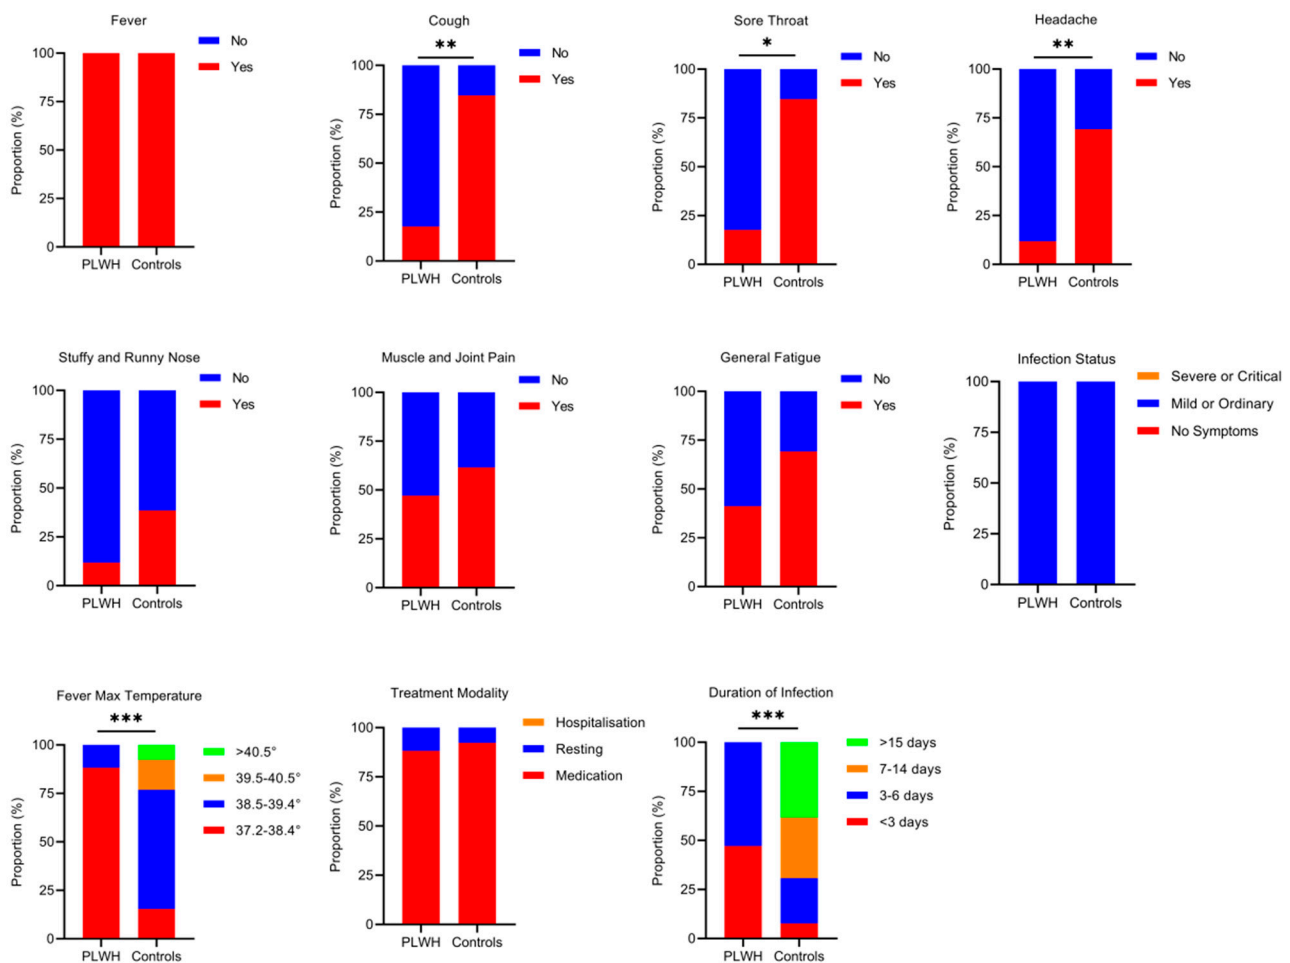 Fever
No
Yes
Proportion (%)
100
75
50
25
0
PLWH Controls
Cough
**
No
Yes
Proportion (%)
100
75
50
25
0
PLWH Controls
Sore Throat
*
No
Yes
Proportion (%)
100
75
50
25
0
PLWH Controls
Headache
**
No
Yes
Proportion (%)
100
75
50
25
0
PLWH Controls
Stuffy and Runny Nose
No
Yes
Proportion (%)
100
75
50
25
0
PLWH Controls
Muscle and Joint Pain
No
Yes
Proportion (%)
100
75
50
25
0
PLWH Controls
General Fatigue
No
Yes
Proportion (%)
100
75
50
25
0
PLWH Controls
Infection Status
Severe or Critical
Mild or Ordinary
No Symptoms
Proportion (%)
100
75
50
25
0
PLWH Controls
Fever Max Temperature
***
>40.5°
39.5-40.5°
38.5-39.4°
37.2-38.4°
Proportion (%)
100
75
50
25
0
PLWH Controls
Treatment Modality
Hospitalisation
Resting
Medication
Proportion (%)
100
75
50
25
0
PLWH Controls
Duration of Infection
***
>15 days
7-14 days
3-6 days
<3 days
Proportion (%)
100
75
50
25
0
PLWH Controls